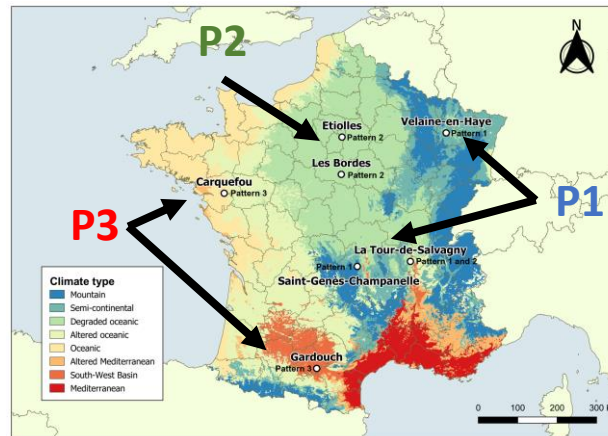 P2
N
Etiolles
Pattern 2
Velaine-en-Haye
Pattern 1
Les Bordes
Pattern 2
Carquefou
Pattern 3
P1
P3
La Tour-de-Salvagny
Pattern 1 and 2
Pattern 1
Saint-Genès-Champanelle
Climate type
Mountain
Semi-continental
Degraded oceanic
Altered oceanic
Oceanic
Altered Mediterranean
South-West Basin
Mediterranean
Gardouch
Pattern 3
0 100 200 300